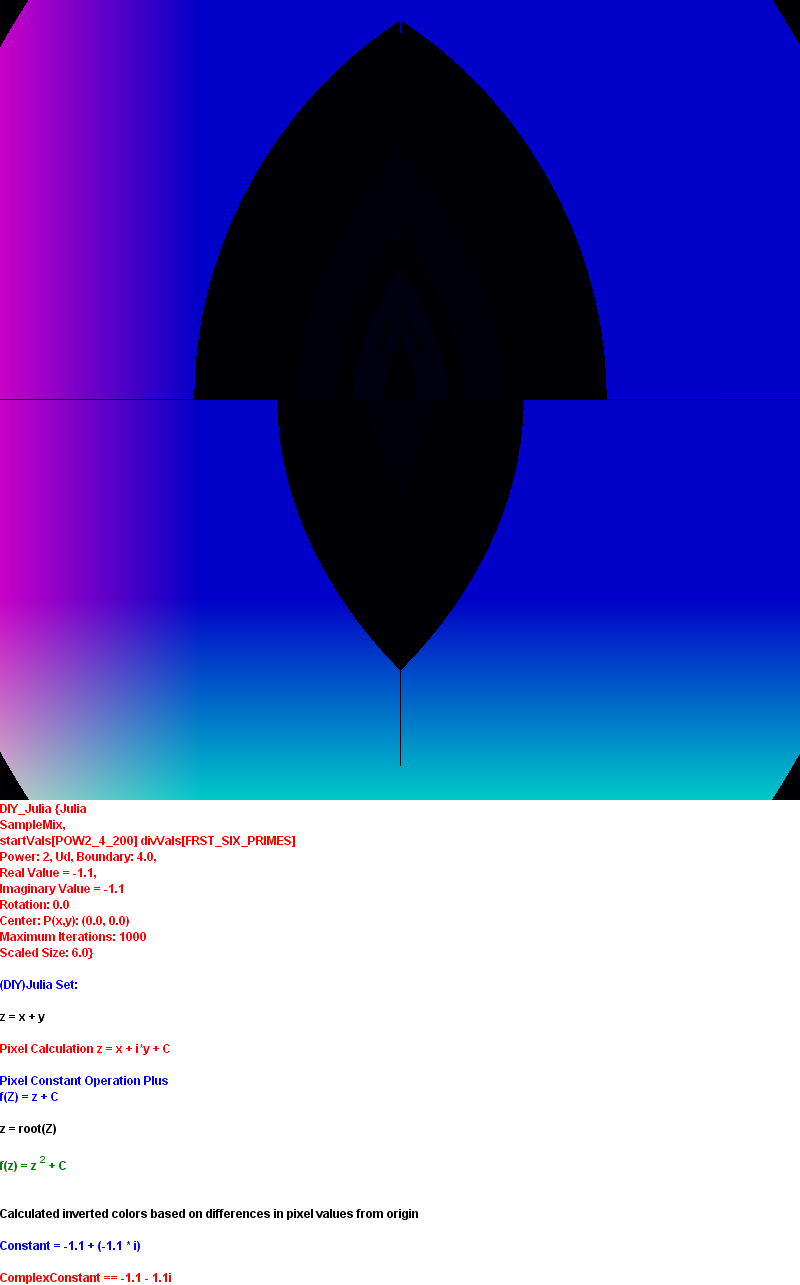 DIY_Julia {Julia
SampleMix,
startVals[POW2_4_200] divVals[FRST_SIX_PRIMES]
Power: 2, Ud, Boundary: 4.0,
Real Value = -1.1,
Imaginary Value = -1.1
Rotation: 0.0
Center: P(x,y): (0.0, 0.0)
Maximum Iterations: 1000
Scaled Size: 6.0}
(DIY)Julia Set:
z = x + y
Pixel Calculation z = x + i*y + C
Pixel Constant Operation Plus
f(Z) = z + C
z = root(Z)
f(z) = z 2 + C
Calculated inverted colors based on differences in pixel values from origin
Constant = -1.1 + (-1.1 * i)
ComplexConstant == -1.1 - 1.1i